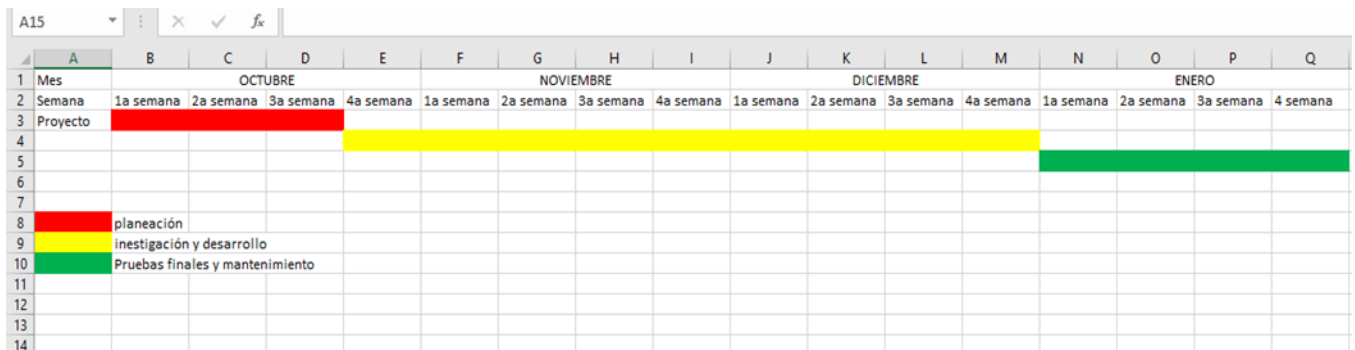 A15 fx
A B C D E F G H I J K L M N O P Q
1 Mes OCTUBRE NOVIEMBRE DICIEMBRE ENERO
2 Semana 1a semana 2a semana 3a semana 4a semana 1a semana 2a semana 3a semana 4a semana 1a semana 2a semana 3a semana 4a semana 1a semana 2a semana 3a semana 4 semana
3 Proyecto
4
5
6
7
8 planeación
9 inestigación y desarrollo
10 Pruebas finales y mantenimiento
11
12
13
14